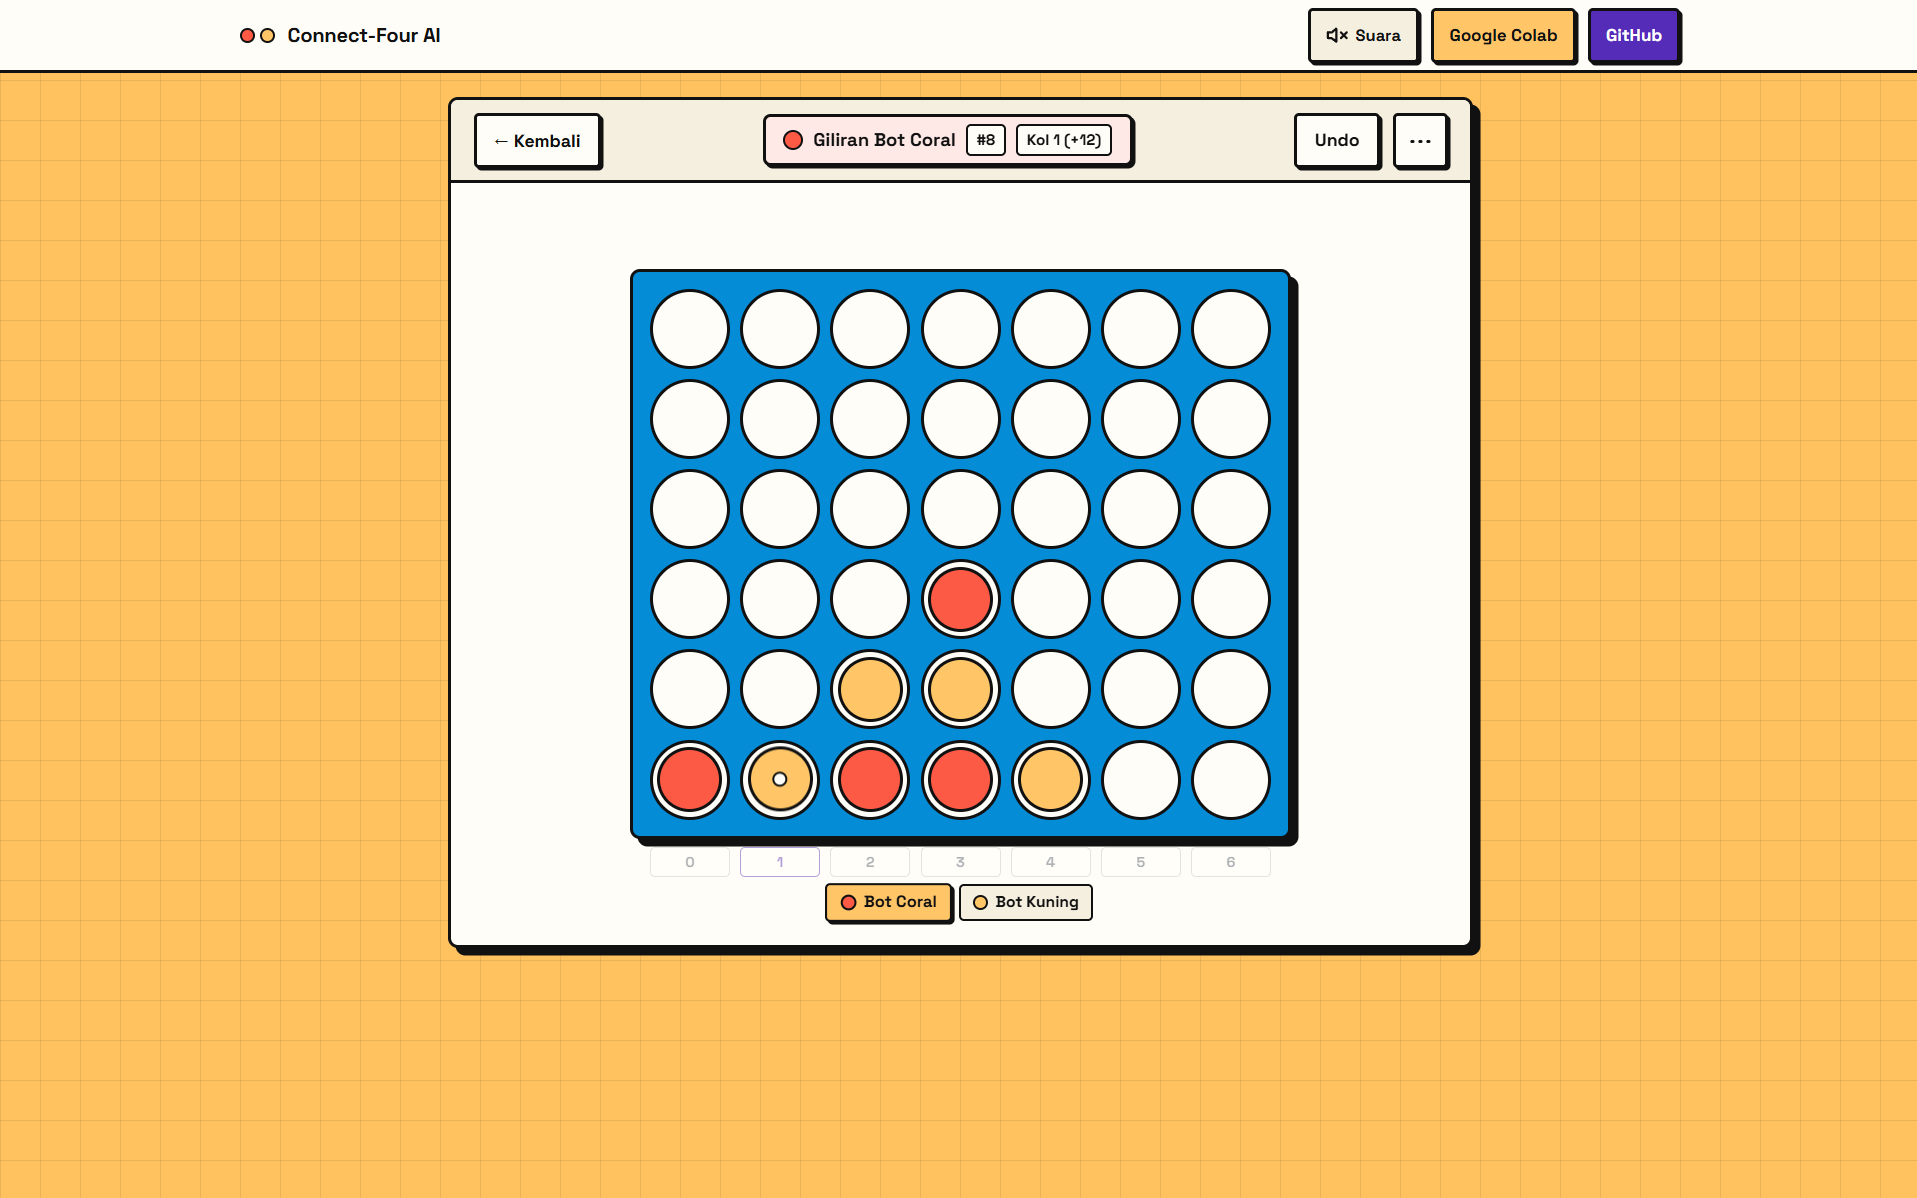 Connect-Four AI
Suara
Google Colab
GitHub
← Kembali
Giliran Bot Coral
#8
Kol 1 (+12)
Undo
...
0 1 2 3 4 5 6
Bot Coral
Bot Kuning